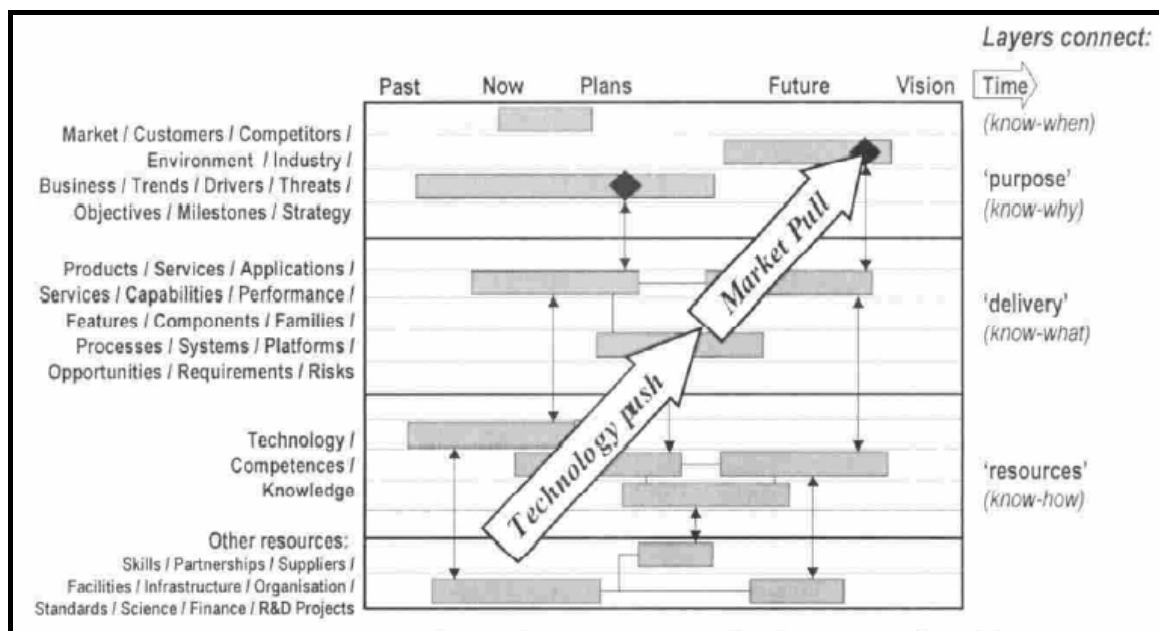 Layers connect:
Past Now Plans Future Vision Time
(know-when)
Market / Customers / Competitors /
Environment / Industry /
Business / Trends / Drivers / Threats /
Objectives / Milestones / Strategy
'purpose'
(know-why)
Market Pull
Products / Services / Applications /
Services / Capabilities / Performance /
Features / Components / Families /
Processes / Systems / Platforms /
Opportunities / Requirements / Risks
'delivery'
(know-what)
Technology push
Technology /
Competences /
Knowledge
'resources'
(know-how)
Other resources:
Skills / Partnerships / Suppliers /
Facilities / Infrastructure / Organisation /
Standards / Science / Finance / R&D Projects